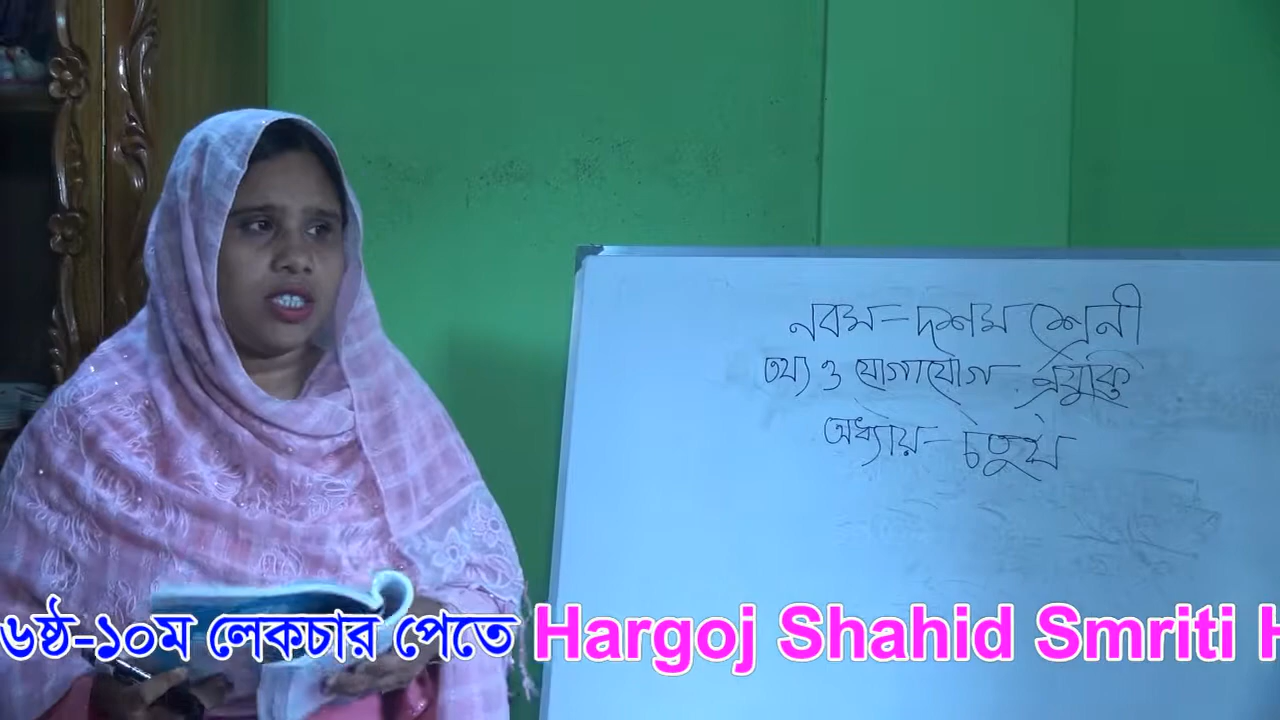 নবম-দশম শ্রেনী
তথ্য ও যোগাযোগ প্রযুক্তি
অধ্যায়-চতুর্থ
৬ষ্ঠ-১০ম লেকচার পেতে Hargoj Shahid Smriti H